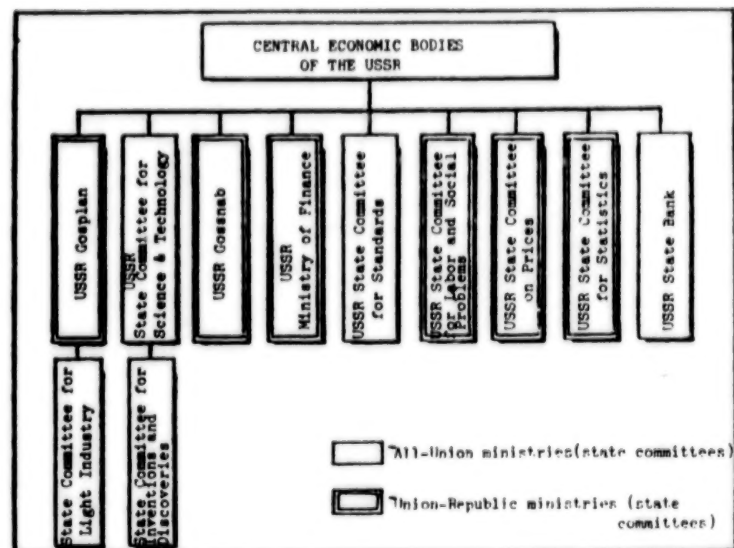 CENTRAL ECONOMIC BODIES
OF THE USSR
USSR Gosplan
USSR
State Committee for
Science & Technology
USSR Gossnab
USSR
Ministry of Finance
USSR State Committee
for Standards
USSR State Committee
for Labor and Social
Problems
USSR State Committee
on Prices
USSR State Committee
for Statistics
USSR State Bank
State Committee for
Light Industry
State Committee for
Inventions and
Discoveries
All-Union ministries(state committees)
Union-Republic ministries (state
committees)